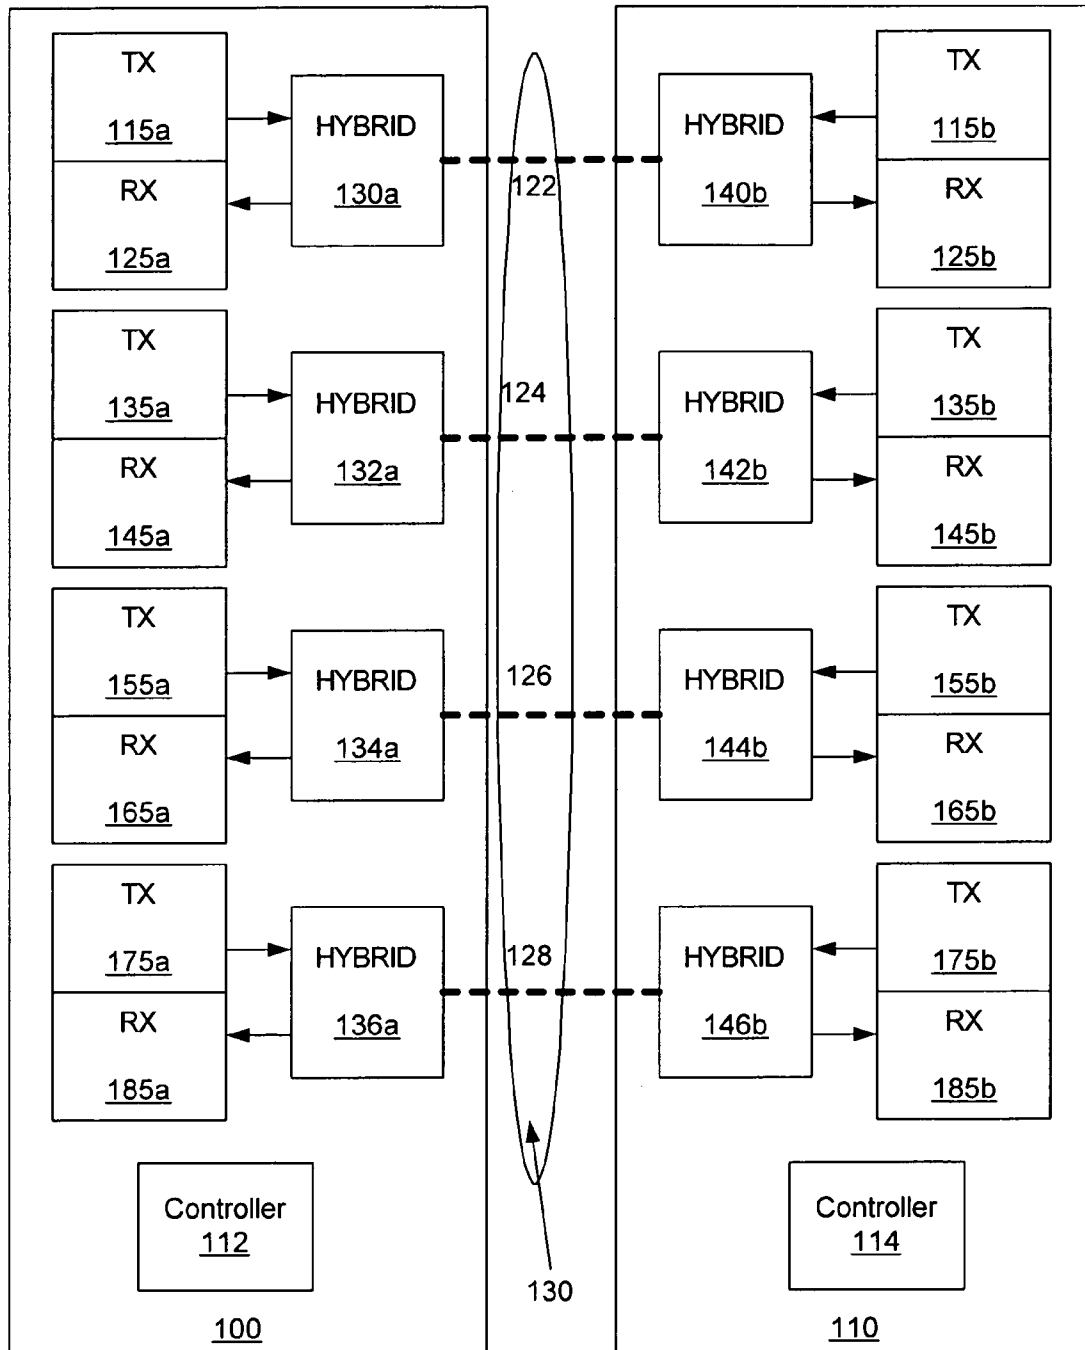 TX
115a
RX
125a
HYBRID
130a
122
HYBRID
140b
TX
115b
RX
125b
TX
135a
RX
145a
HYBRID
132a
124
HYBRID
142b
TX
135b
RX
145b
TX
155a
RX
165a
HYBRID
134a
126
HYBRID
144b
TX
155b
RX
165b
TX
175a
RX
185a
HYBRID
136a
128
HYBRID
146b
TX
175b
RX
185b
Controller
112
Controller
114
130
100
110